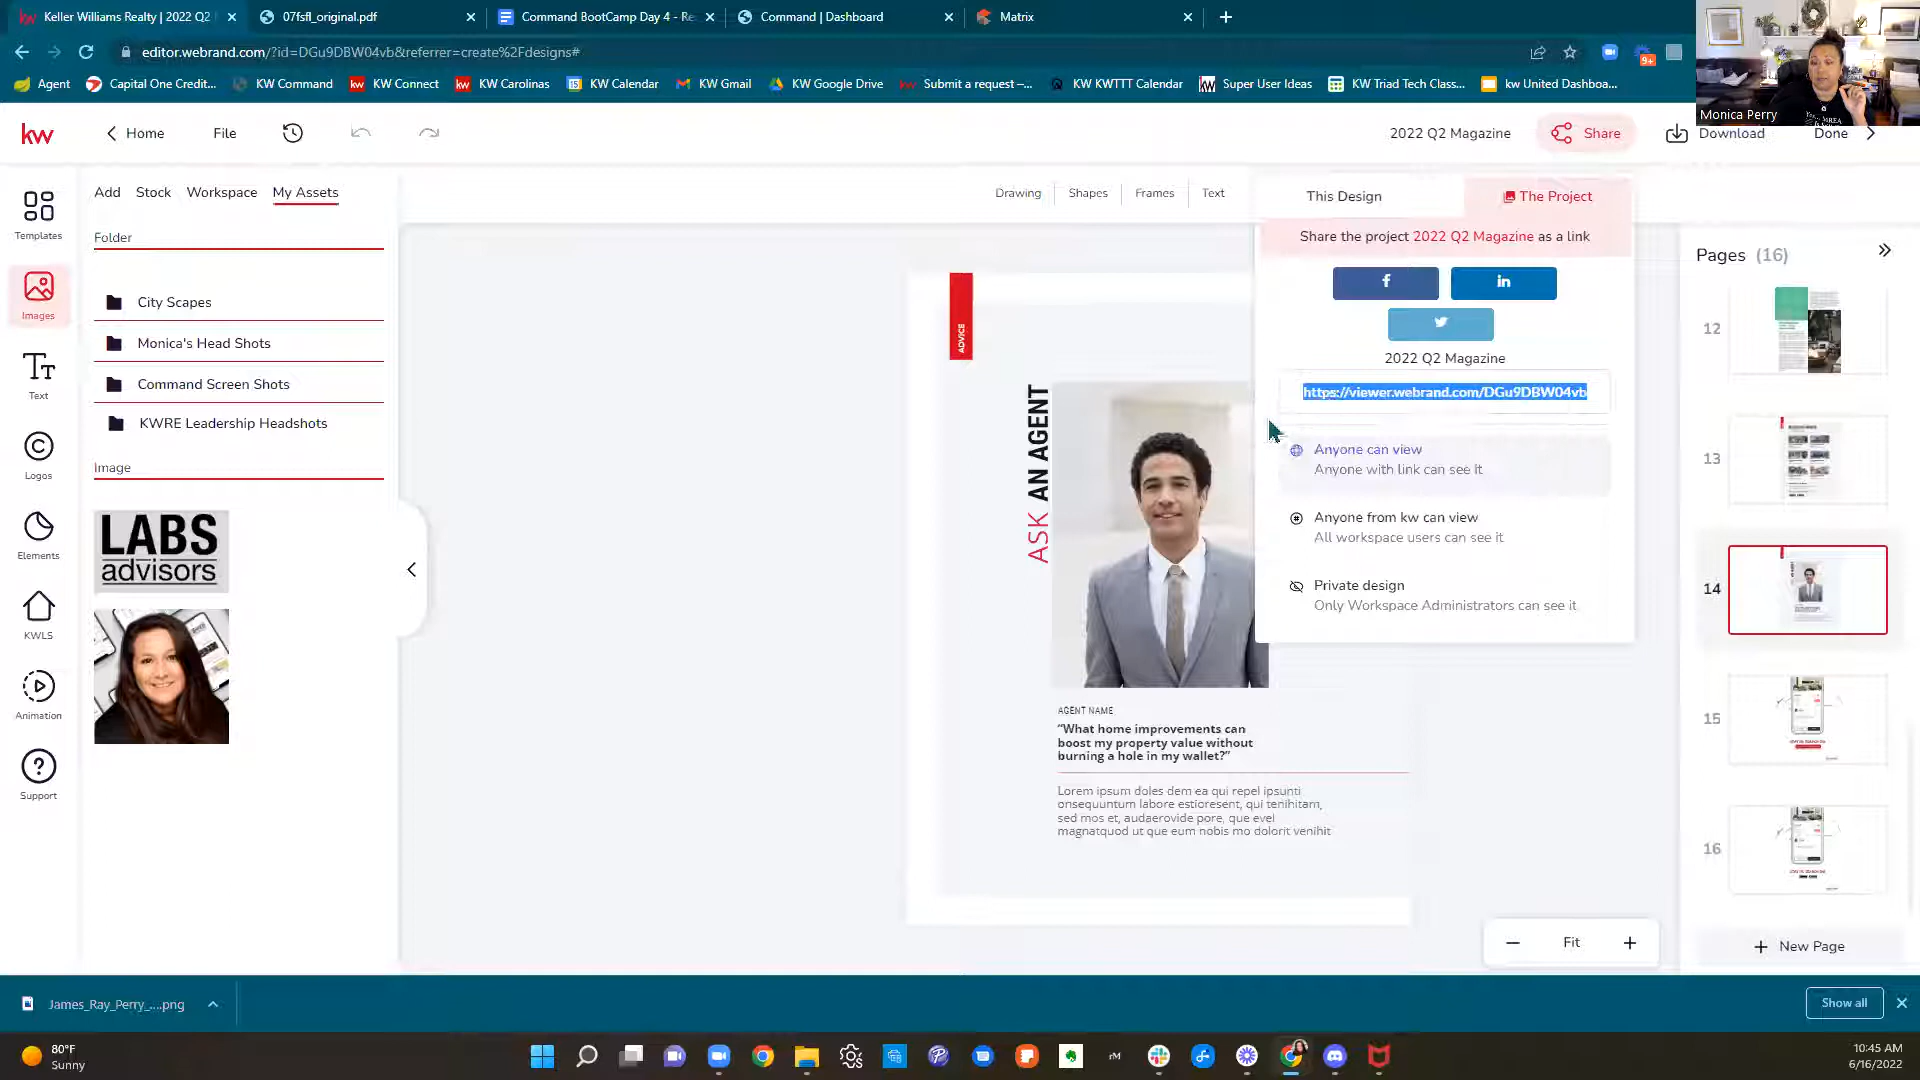 Keller Williams Realty | 2022 Q2
07fsfl_original.pdf
Command BootCamp Day 4 - Re
Command | Dashboard
Matrix
editor.webrand.com/?id=DGu9DBW04vb&referrer=create%2Fdesigns#
9+
Agent
Capital One Credit...
KW Command
KW Connect
KW Carolinas
KW Calendar
KW Gmail
KW Google Drive
Submit a request –...
KW KWTTT Calendar
Super User Ideas
KW Triad Tech Class...
kw United Dashboa...
Monica Perry
kw
Home
File
2022 Q2 Magazine
Share
Download
Done
Templates
Images
Text
Logos
Elements
KWLS
Animation
Support
Add
Stock
Workspace
My Assets
Folder
City Scapes
Monica's Head Shots
Command Screen Shots
KWRE Leadership Headshots
Image
LABS
advisors
Drawing
Shapes
Frames
Text
ADVICE
ASK AN AGENT
AGENT NAME
“What home improvements can
boost my property value without
burning a hole in my wallet?”
Lorem ipsum doles dem ea qui repel ipsunti
onsequuntum labore estioresent, qui tenihitam,
sed mos et, audaerovide pore, que evel
magnatquod ut que eum nobis mo dolorit venihit
This Design
The Project
Share the project 2022 Q2 Magazine as a link
f
in
2022 Q2 Magazine
https://viewer.webrand.com/DGu9DBW04vb
Anyone can view
Anyone with link can see it
Anyone from kw can view
All workspace users can see it
Private design
Only Workspace Administrators can see it
Pages (16)
12
13
14
15
16
Fit
New Page
James_Ray_Perry_....png
Show all
80°F
Sunny
rM
10:45 AM
6/16/2022